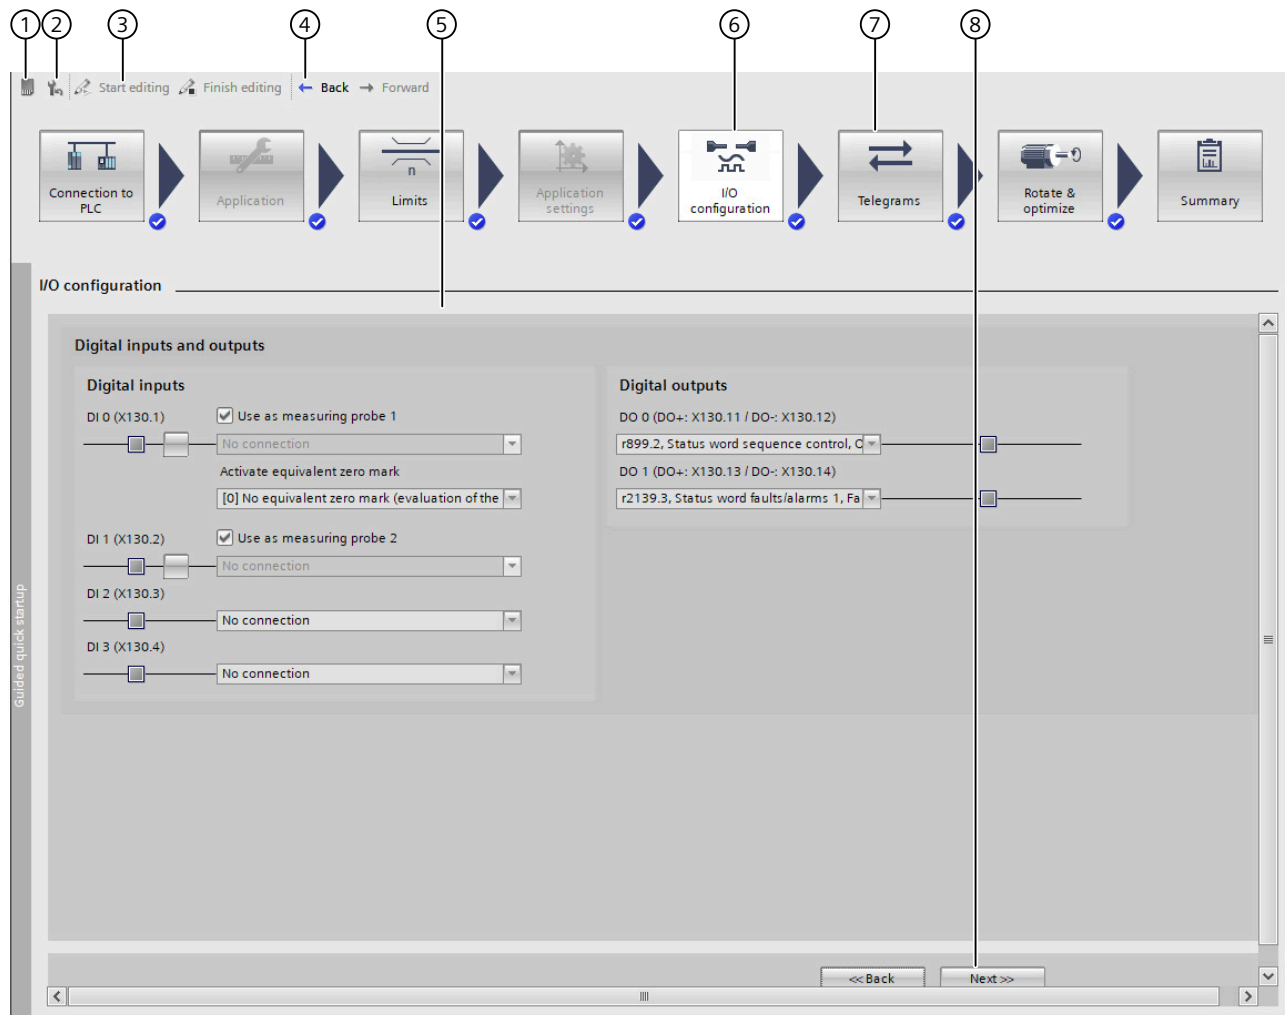 1 2 3 4 5 6 7 8
Start editing Finish editing Back Forward
Connection to
PLC
Application
Limits
n
Application
settings
I/O
configuration
Telegrams
Rotate &
optimize
Summary
I/O configuration
Digital inputs and outputs
Digital inputs
DI 0 (X130.1)
Use as measuring probe 1
No connection
Activate equivalent zero mark
[0] No equivalent zero mark (evaluation of the
DI 1 (X130.2)
Use as measuring probe 2
No connection
DI 2 (X130.3)
No connection
DI 3 (X130.4)
No connection
Digital outputs
DO 0 (DO+: X130.11 / DO-: X130.12)
r899.2, Status word sequence control, O
DO 1 (DO+: X130.13 / DO-: X130.14)
r2139.3, Status word faults/alarms 1, Fa
Guided quick startup
<<Back
Next>>